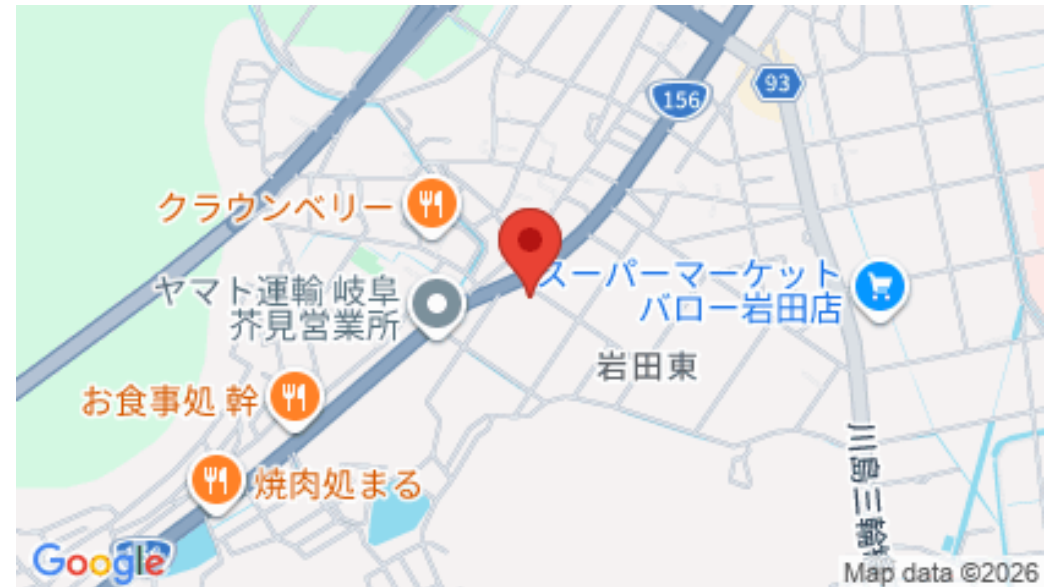 156
93
クラウンベリー
スーパーマーケット
バロー岩田店
ヤマト運輸 岐阜
芥見営業所
岩田東
お食事処 幹
焼肉処まる
川島三輪
Google
Map data ©2026